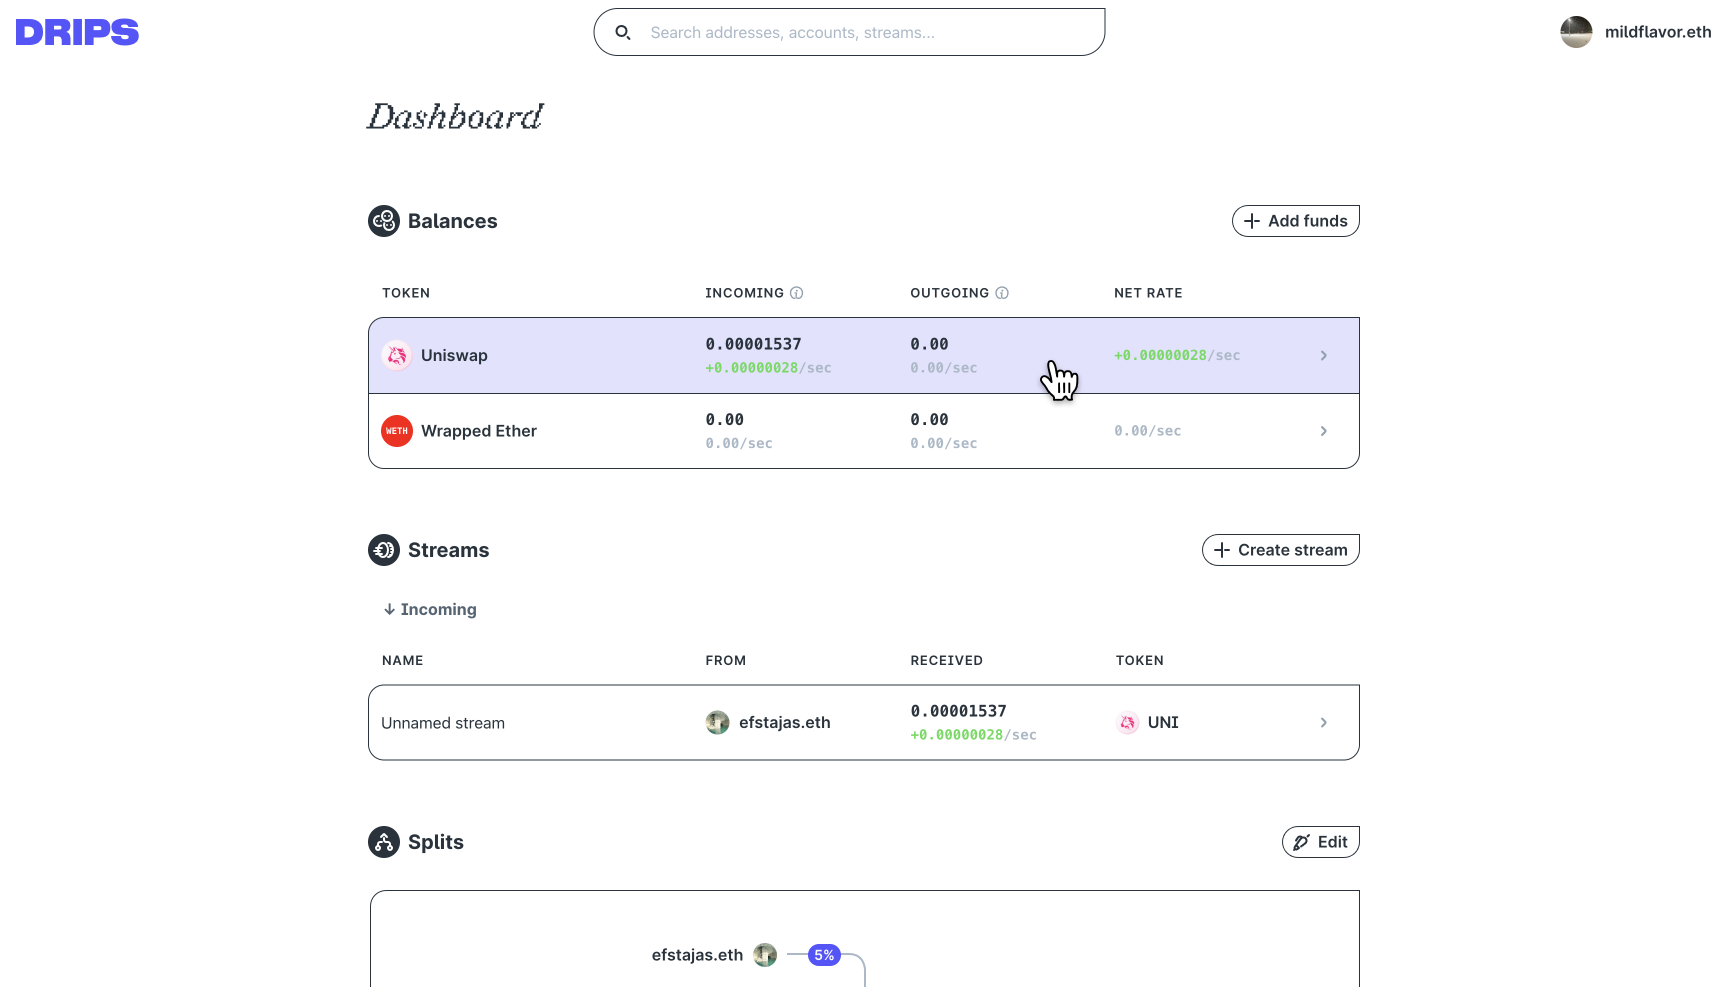 DRIPS
Search addresses, accounts, streams...
mildflavor.eth
Dashboard
Balances
Add funds
TOKEN INCOMING OUTGOING NET RATE
Uniswap
0.00001537
+0.00000028/sec
0.00
0.00/sec
+0.00000028/sec
WETH Wrapped Ether
0.00
0.00/sec
0.00
0.00/sec
0.00/sec
Streams
Create stream
↓ Incoming
NAME FROM RECEIVED TOKEN
Unnamed stream
efstajas.eth
0.00001537
+0.00000028/sec
UNI
Splits
Edit
efstajas.eth 5%